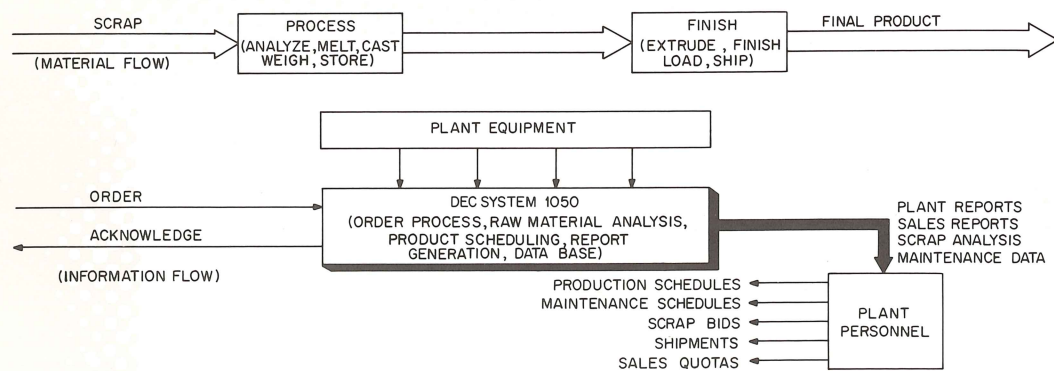 SCRAP
(MATERIAL FLOW)
PROCESS
(ANALYZE, MELT, CAST
WEIGH, STORE)
FINISH
(EXTRUDE, FINISH
LOAD, SHIP)
FINAL PRODUCT
PLANT EQUIPMENT
ORDER
ACKNOWLEDGE
(INFORMATION FLOW)
DEC SYSTEM 1050
(ORDER PROCESS, RAW MATERIAL ANALYSIS,
PRODUCT SCHEDULING, REPORT
GENERATION, DATA BASE)
PLANT REPORTS
SALES REPORTS
SCRAP ANALYSIS
MAINTENANCE DATA
PRODUCTION SCHEDULES
MAINTENANCE SCHEDULES
SCRAP BIDS
SHIPMENTS
SALES QUOTAS
PLANT
PERSONNEL